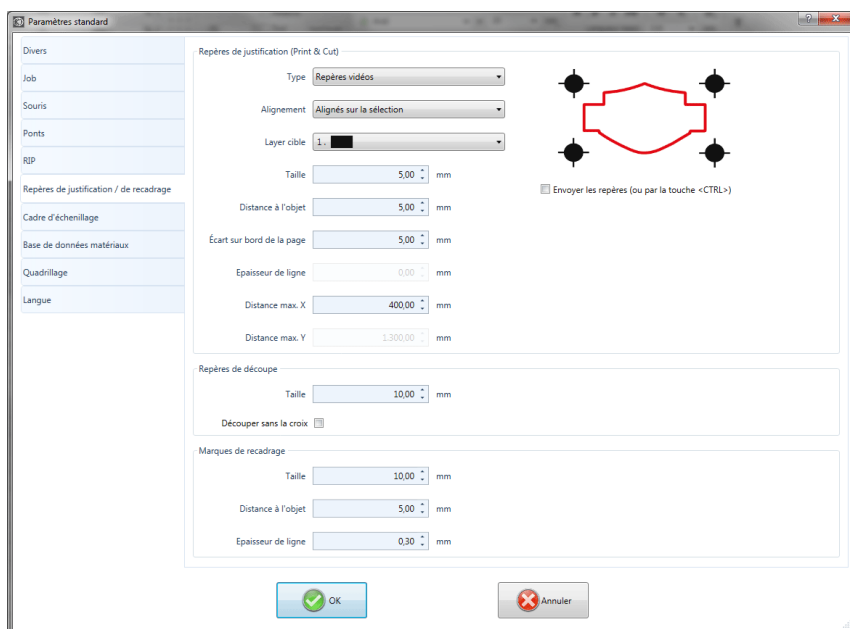 Paramètres standard
?
Divers
Job
Souris
Ponts
RIP
Repères de justification / de recadrage
Cadre d'échenillage
Base de données matériaux
Quadrillage
Langue
Repères de justification (Print & Cut)
Type Repères vidéos
Alignement Alignés sur la sélection
Layer cible 1 -
Taille 5,00 mm
Distance à l'objet 5,00 mm
Écart sur bord de la page 5,00 mm
Epaisseur de ligne 0,00 mm
Distance max. X 400,00 mm
Distance max. Y 1.300,00 mm
Envoyer les repères (ou par la touche <CTRL>)
Repères de découpe
Taille 10,00 mm
Découper sans la croix
Marques de recadrage
Taille 10,00 mm
Distance à l'objet 5,00 mm
Epaisseur de ligne 0,30 mm
OK
Annuler